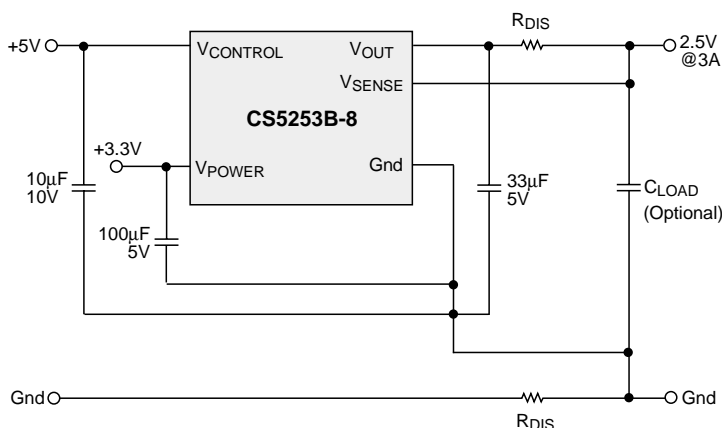 +5V
VCONTROL
VOUT
RDIS
2.5V
@3A
VSENSE
CS5253B-8
+3.3V
VPOWER
Gnd
10μF
10V
33μF
5V
CLOAD
(Optional)
100μF
5V
Gnd
RDIS
Gnd